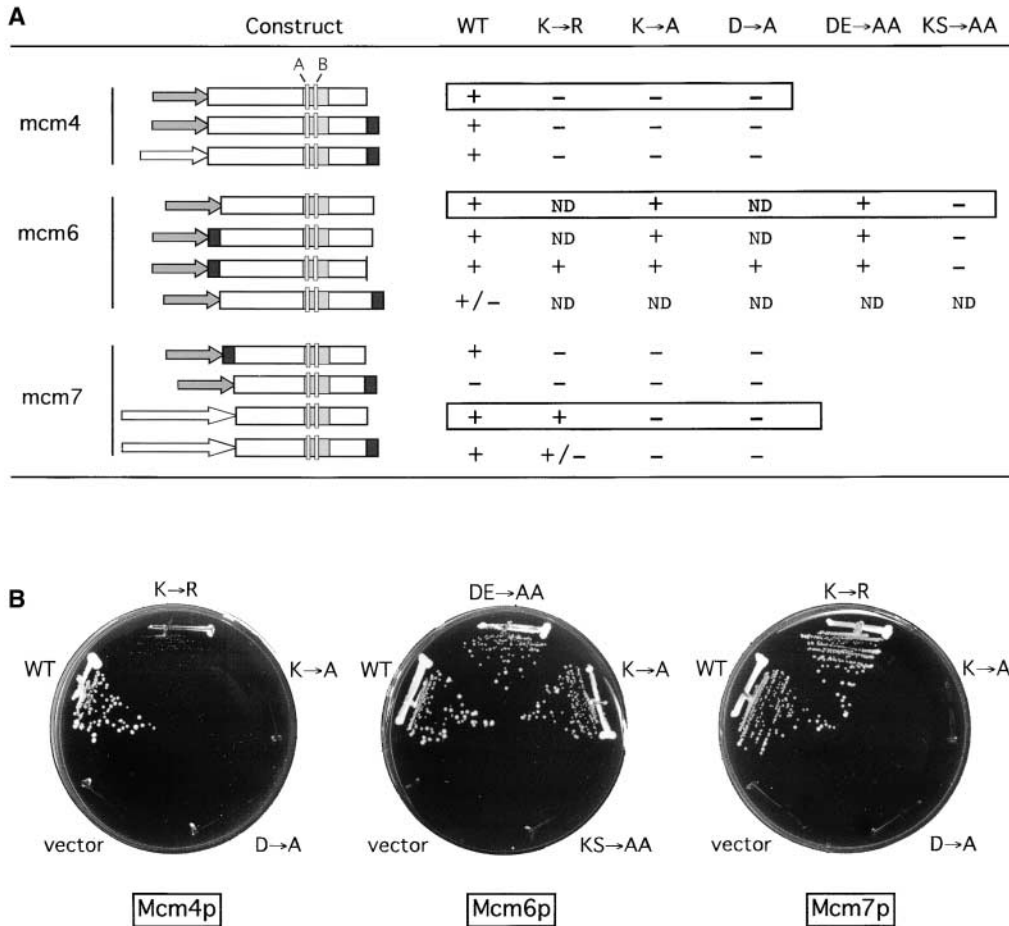 A
Construct WT K→R K→A D→A DE→AA KS→AA
A B
mcm4
+ − − −
+ − − −
+ − − −
mcm6
+ ND + ND + −
+ ND + ND + −
+ + + + + −
+/− ND ND ND ND ND
mcm7
+ − − −
− − − −
+ + − −
+ +/− − −
B
K→R DE→AA K→R
WT K→A WT K→A WT K→A
vector D→A vector KS→AA vector D→A
Mcm4p Mcm6p Mcm7p